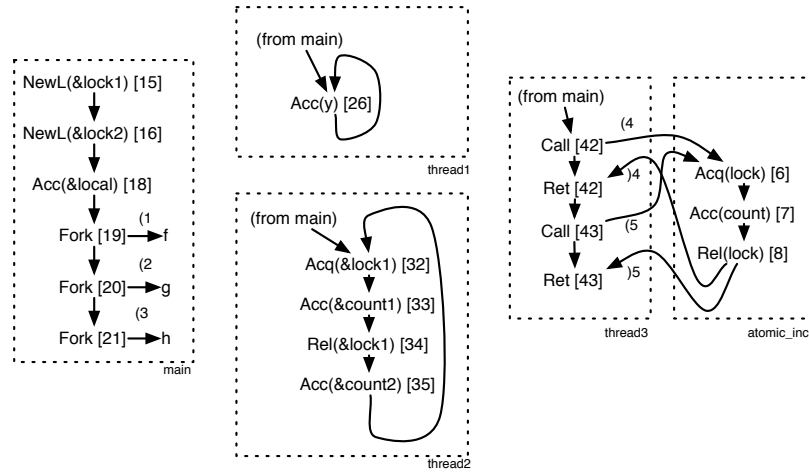 NewL(&lock1) [15]
NewL(&lock2) [16]
Acc(&local) [18]
(1
Fork [19]
f
(2
Fork [20]
g
(3
Fork [21]
h
main
(from main)
Acc(y) [26]
thread1
(from main)
Acq(&lock1) [32]
Acc(&count1) [33]
Rel(&lock1) [34]
Acc(&count2) [35]
thread2
(from main)
(4
Call [42]
)4
Ret [42]
Call [43]
(5
Ret [43]
)5
thread3
Acq(lock) [6]
Acc(count) [7]
Rel(lock) [8]
atomic_inc